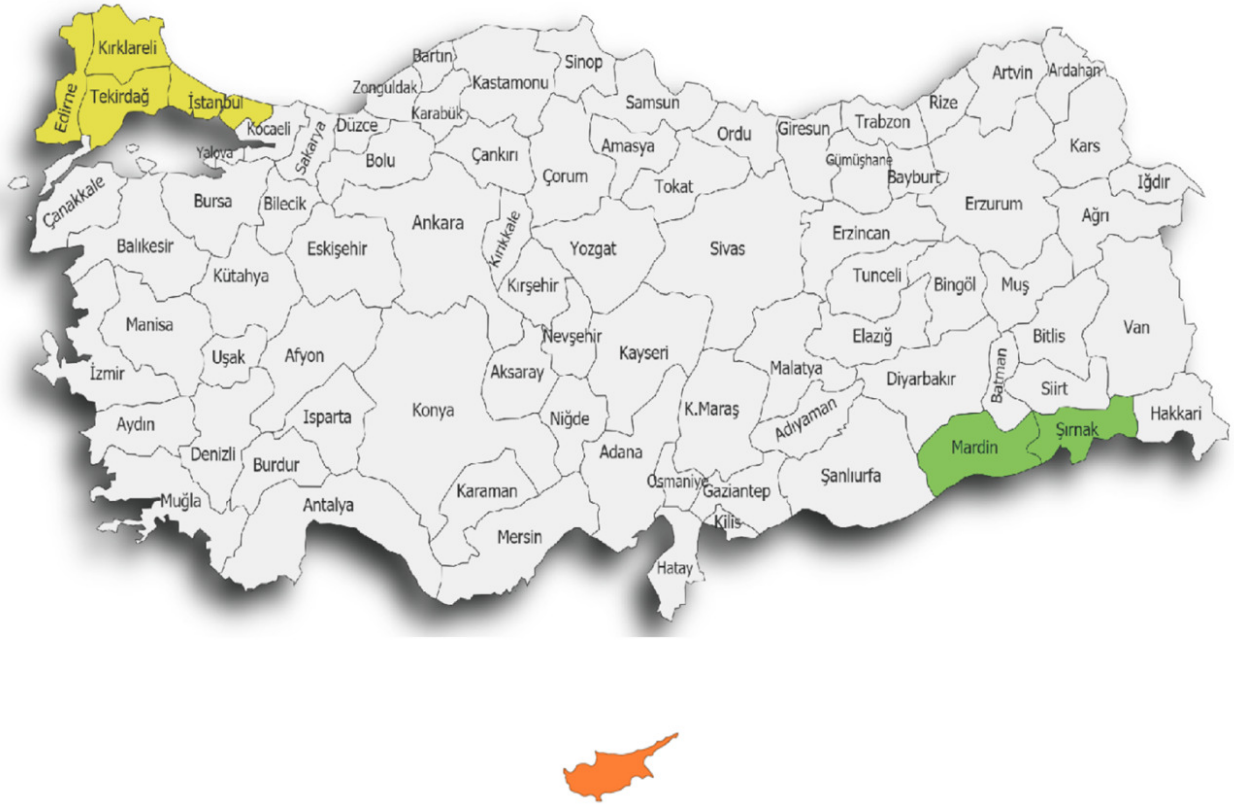 Kırklareli
Edirne
Tekirdağ
İstanbul
Kocaeli
Yalova
Sakarya
Düzce
Bolu
Zonguldak
Bartın
Karabük
Kastamonu
Sinop
Çankırı
Samsun
Amasya
Çorum
Tokat
Ordu
Giresun
Trabzon
Gümüşhane
Bayburt
Rize
Artvin
Ardahan
Kars
Iğdır
Ağrı
Erzurum
Erzincan
Sivas
Yozgat
Kırıkkale
Ankara
Kırşehir
Eskişehir
Bilecik
Bursa
Çanakkale
Balıkesir
Kütahya
Manisa
Uşak
Afyon
İzmir
Aydın
Denizli
Isparta
Burdur
Muğla
Antalya
Konya
Aksaray
Nevşehir
Niğde
Kayseri
Karaman
Mersin
Adana
K.Maraş
Osmaniye
Gaziantep
Kilis
Hatay
Malatya
Adıyaman
Şanlıurfa
Elazığ
Tunceli
Bingöl
Muş
Bitlis
Van
Diyarbakır
Batman
Siirt
Mardin
Şırnak
Hakkari